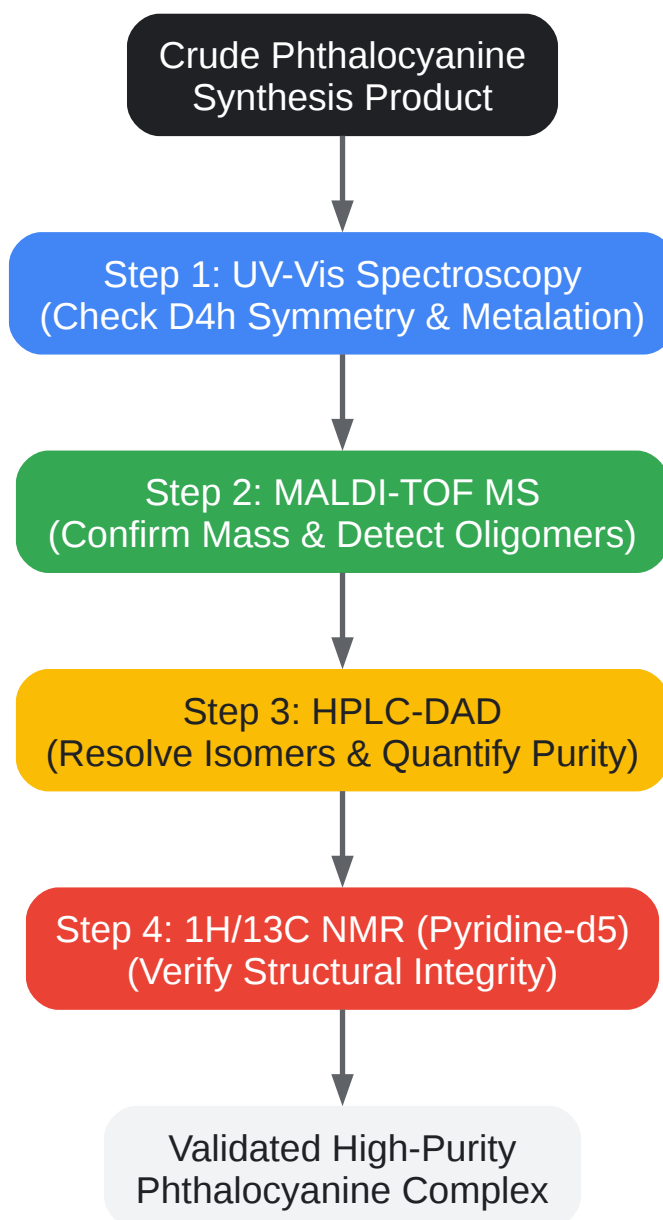 Crude Phthalocyanine
Synthesis Product
Step 1: UV-Vis Spectroscopy
(Check D4h Symmetry & Metalation)
Step 2: MALDI-TOF MS
(Confirm Mass & Detect Oligomers)
Step 3: HPLC-DAD
(Resolve Isomers & Quantify Purity)
Step 4: 1H/13C NMR (Pyridine-d5)
(Verify Structural Integrity)
Validated High-Purity
Phthalocyanine Complex